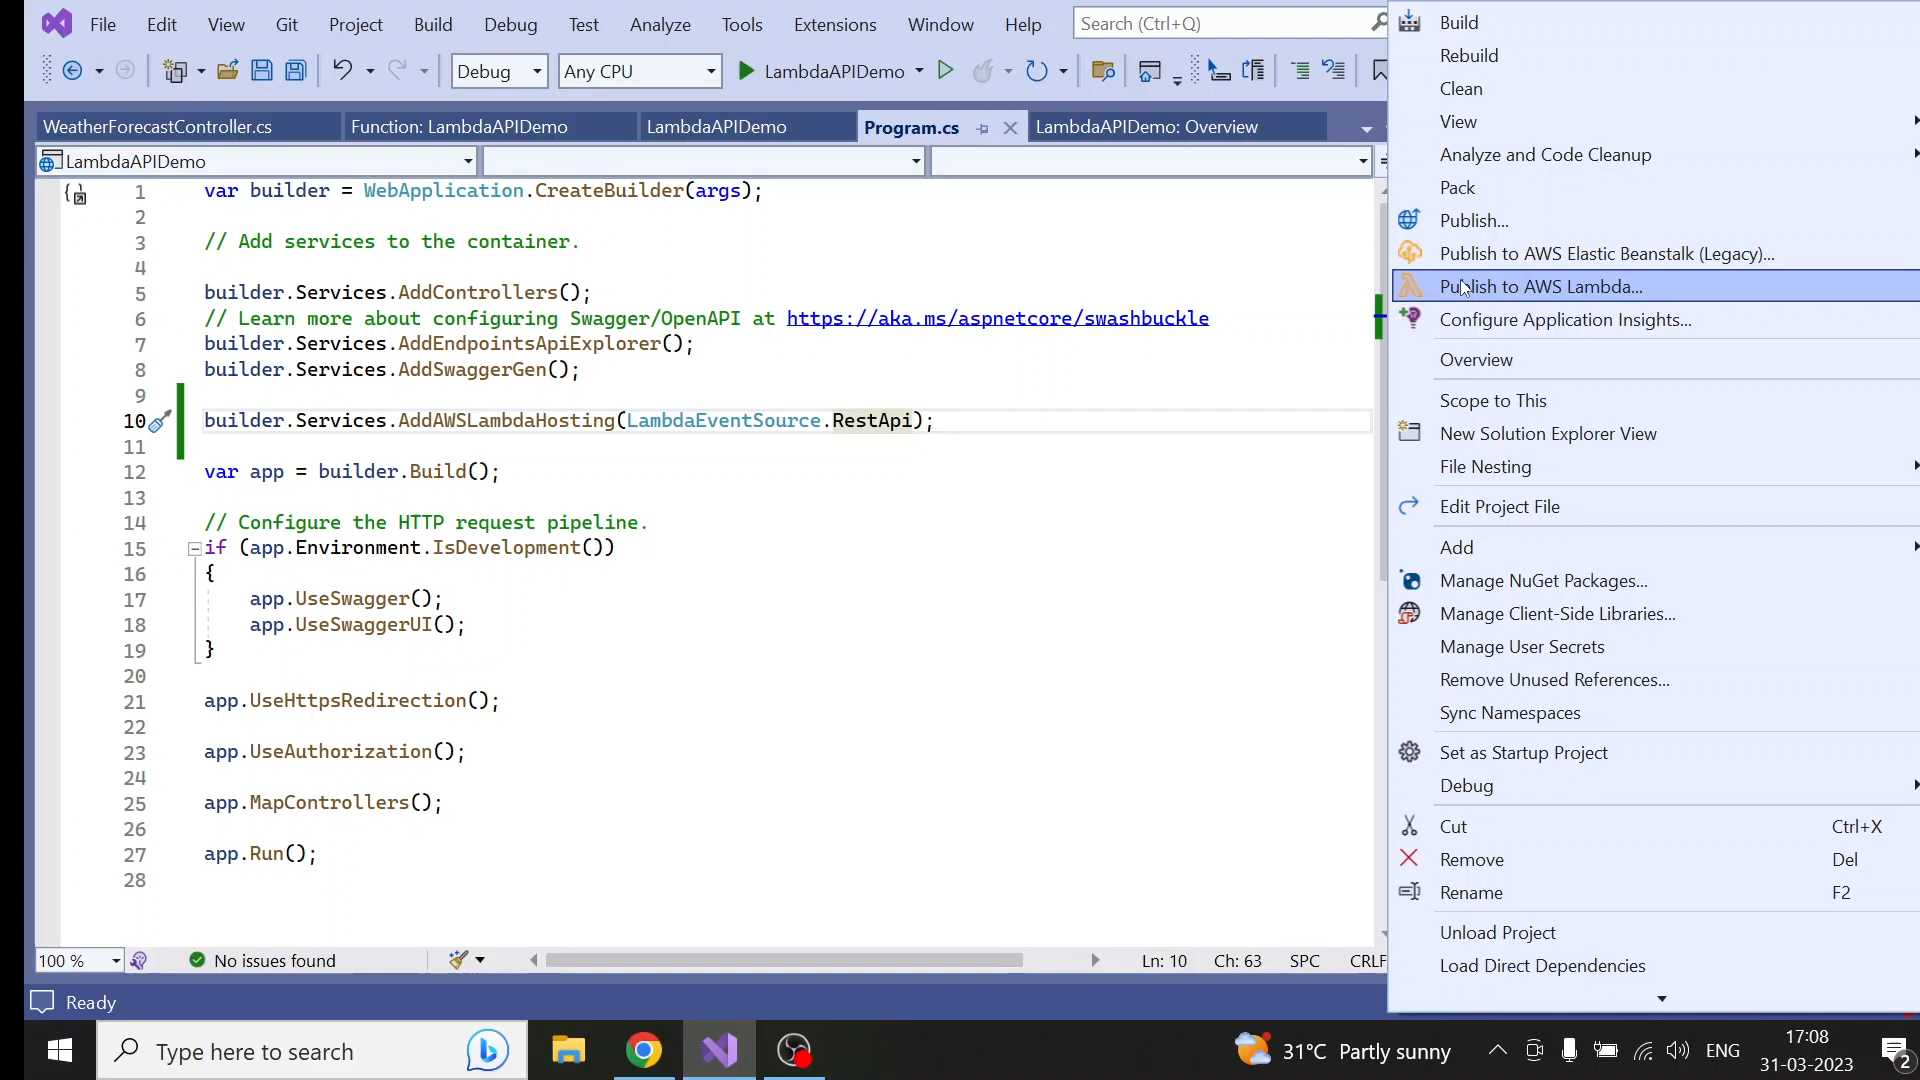 File Edit View Git Project Build Debug Test Analyze Tools Extensions Window Help Search (Ctrl+Q)
Debug Any CPU LambdaAPIDemo
WeatherForecastController.cs Function: LambdaAPIDemo LambdaAPIDemo Program.cs LambdaAPIDemo: Overview
LambdaAPIDemo
1 var builder = WebApplication.CreateBuilder(args);
2
3 // Add services to the container.
4
5 builder.Services.AddControllers();
6 // Learn more about configuring Swagger/OpenAPI at https://aka.ms/aspnetcore/swashbuckle
7 builder.Services.AddEndpointsApiExplorer();
8 builder.Services.AddSwaggerGen();
9
10 builder.Services.AddAWSLambdaHosting(LambdaEventSource.RestApi);
11
12 var app = builder.Build();
13
14 // Configure the HTTP request pipeline.
15 if (app.Environment.IsDevelopment())
16 {
17 app.UseSwagger();
18 app.UseSwaggerUI();
19 }
20
21 app.UseHttpsRedirection();
22
23 app.UseAuthorization();
24
25 app.MapControllers();
26
27 app.Run();
28
100 % No issues found Ln: 10 Ch: 63 SPC CRLF
Ready
Build
Rebuild
Clean
View
Analyze and Code Cleanup
Pack
Publish...
Publish to AWS Elastic Beanstalk (Legacy)...
Publish to AWS Lambda...
Configure Application Insights...
Overview
Scope to This
New Solution Explorer View
File Nesting
Edit Project File
Add
Manage NuGet Packages...
Manage Client-Side Libraries...
Manage User Secrets
Remove Unused References...
Sync Namespaces
Set as Startup Project
Debug
Cut Ctrl+X
Remove Del
Rename F2
Unload Project
Load Direct Dependencies
Type here to search 31°C Partly sunny ENG 17:08
31-03-2023 2